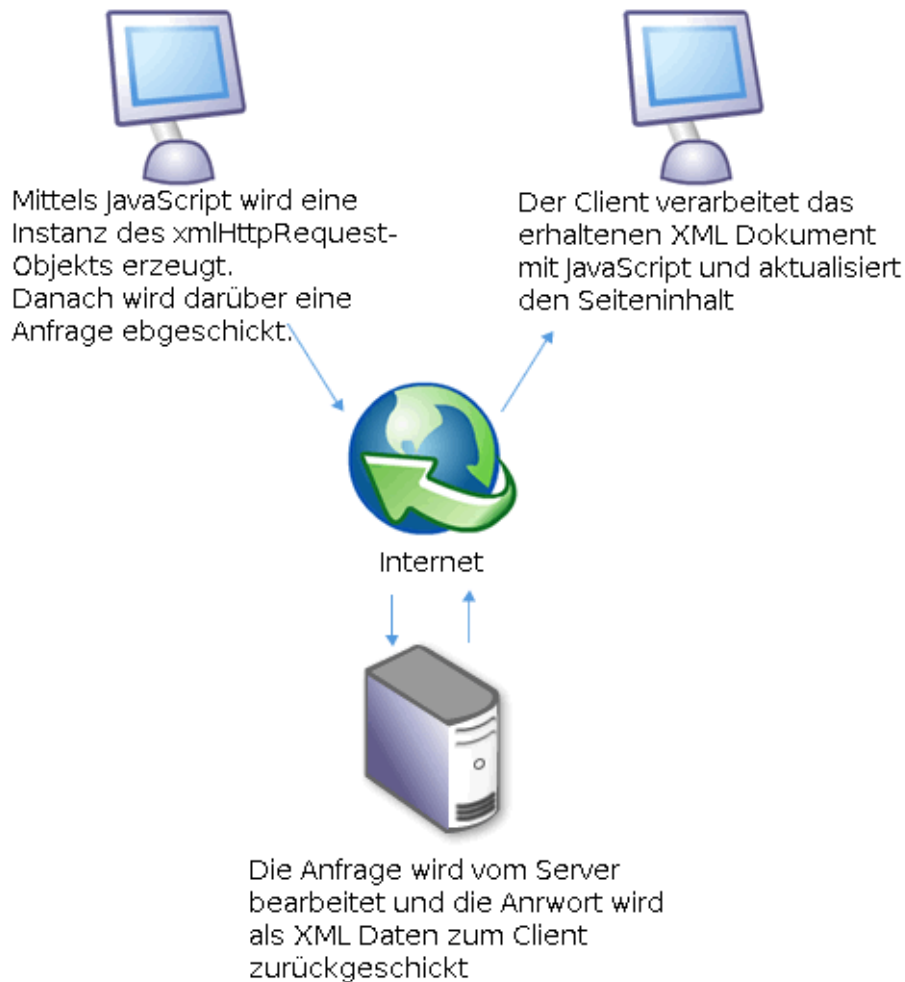 Mittels JavaScript wird eine
Instanz des xmlHttpRequest-
Objekts erzeugt.
Danach wird darüber eine
Anfrage ebgeschickt.
Der Client verarbeitet das
erhaltenen XML Dokument
mit JavaScript und aktualisiert
den Seiteninhalt
Internet
Die Anfrage wird vom Server
bearbeitet und die Anrwort wird
als XML Daten zum Client
zurückgeschickt